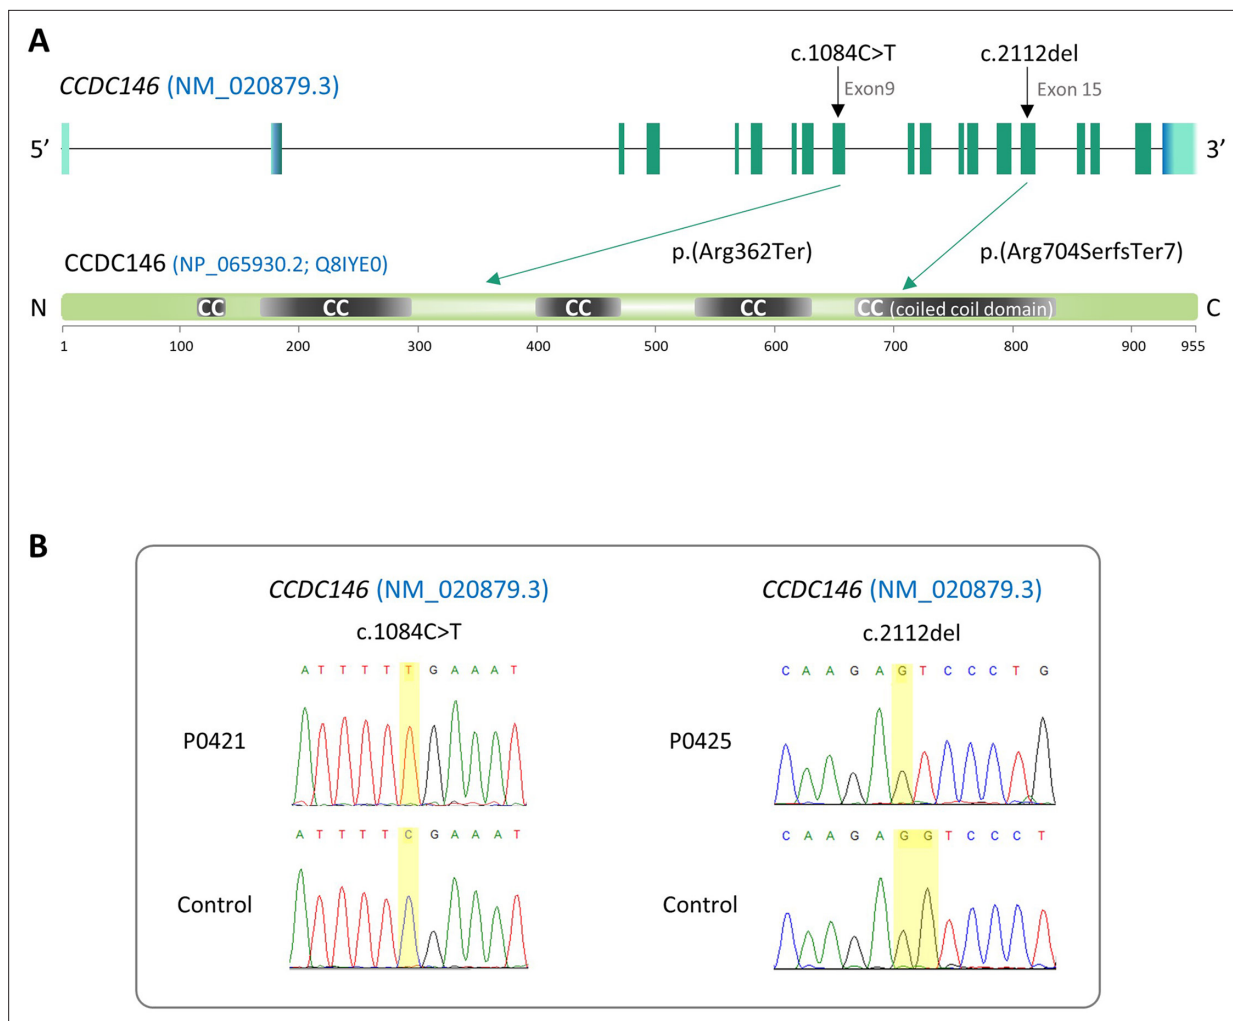 A
c.1084C>T
c.2112del
CCDC146 (NM_020879.3)
Exon9
Exon 15
5’
3’
CCDC146 (NP_065930.2; Q8IYE0)
p.(Arg362Ter)
p.(Arg704SerfsTer7)
N
CC
CC
CC
CC
CC (coiled coil domain)
C
1 100 200 300 400 500 600 700 800 900 955
B
CCDC146 (NM_020879.3)
c.1084C>T
A T T T T T G A A A T
P0421
A T T T T C G A A A T
Control
CCDC146 (NM_020879.3)
c.2112del
C A A G A G T C C C T G
P0425
C A A G A G G T C C C T
Control